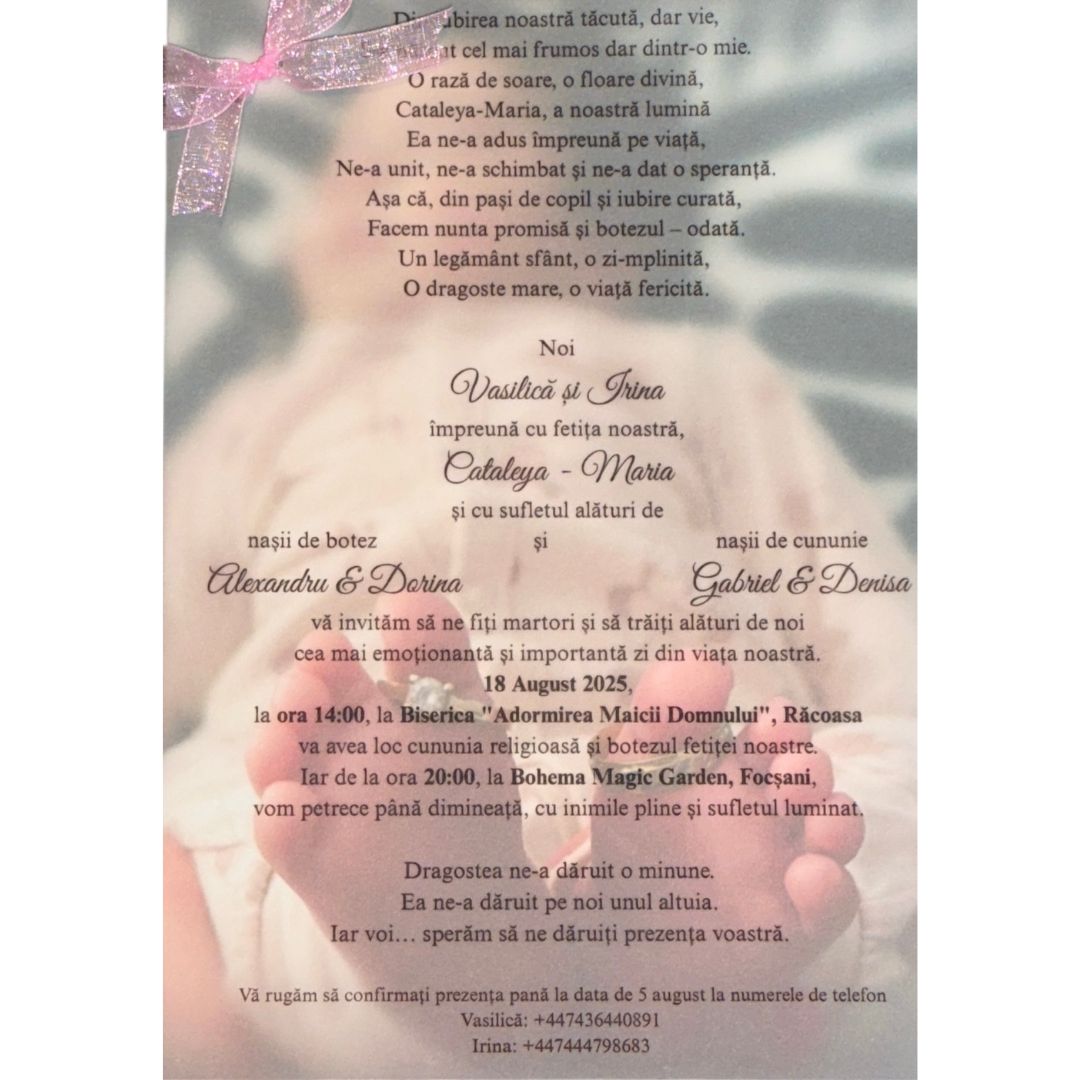 iubirea noastră tăcută, dar vie,
cel mai frumos dar dintr-o mie.
O rază de soare, o floare divină,
Cataleya-Maria, a noastră lumină
Ea ne-a adus împreună pe viață,
Ne-a unit, ne-a schimbat și ne-a dat o speranță.
Așa că, din pași de copil și iubire curată,
Facem nunta promisă și botezul – odată.
Un legământ sfânt, o zi-mplinită,
O dragoste mare, o viață fericită.
Noi
Vasilică și Irina
împreună cu fetița noastră,
Cataleya - Maria
și cu sufletul alături de
nașii de botez și nașii de cununie
Alexandru & Dorina Gabriel & Denisa
vă invităm să ne fiți martori și să trăiți alături de noi
cea mai emoționantă și importantă zi din viața noastră.
18 August 2025,
la ora 14:00, la Biserica "Adormirea Maicii Domnului", Răcoasa
va avea loc cununia religioasă și botezul fetiței noastre.
Iar de la ora 20:00, la Bohema Magic Garden, Focșani,
vom petrece până dimineață, cu inimile pline și sufletul luminat.
Dragostea ne-a dăruit o minune.
Ea ne-a dăruit pe noi unul altuia.
Iar voi… sperăm să ne dăruiți prezența voastră.
Vă rugăm să confirmați prezența pană la data de 5 august la numerele de telefon
Vasilică: +447436440891
Irina: +447444798683